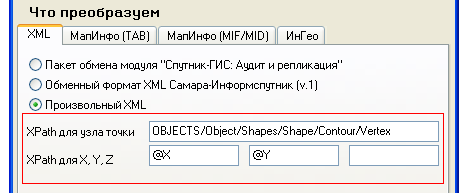 Что преобразуем
XML МапИнфо (TAB) МапИнфо (MIF/MID) ИнГео
Пакет обмена модуля "Спутник-ГИС: Аудит и репликация"
Обменный формат XML Самара-Информспутник (v.1)
Произвольный XML
XPath для узла точки OBJECTS/Object/Shapes/Shape/Contour/Vertex
XPath для X, Y, Z @X @Y